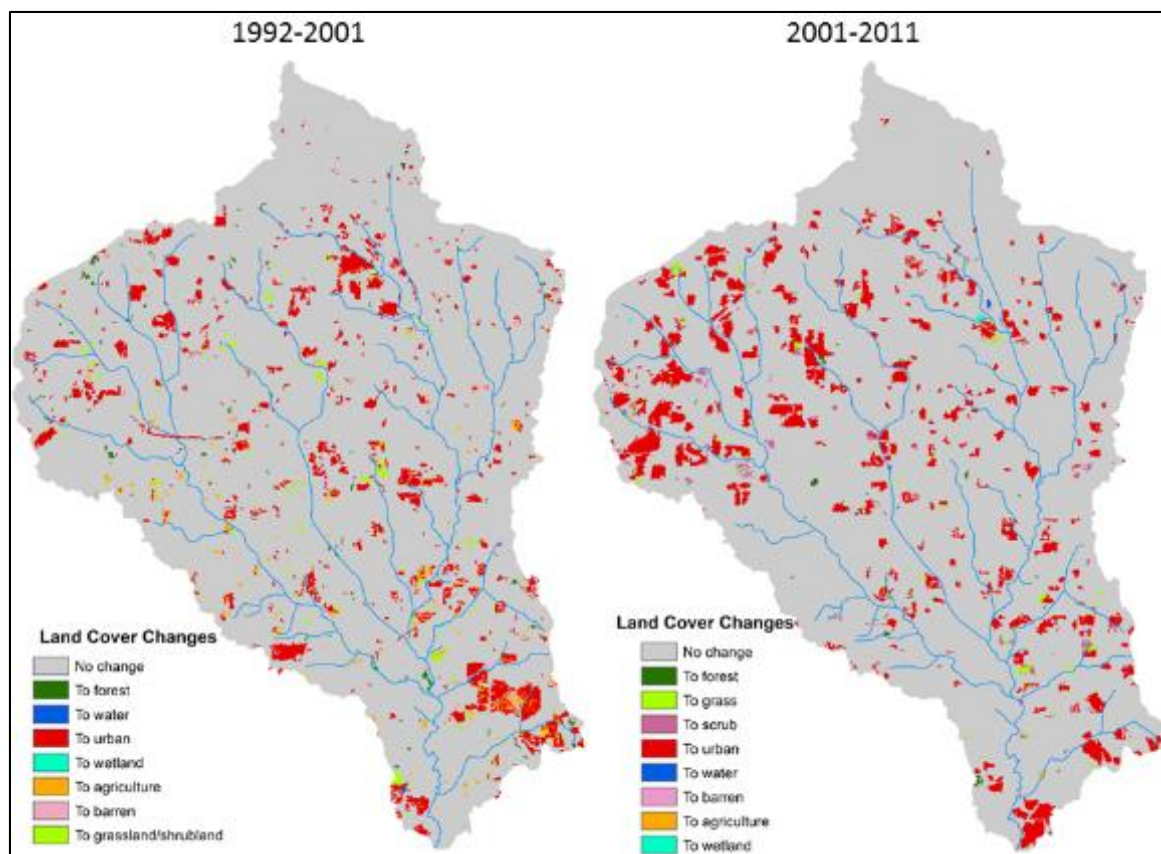 1992-2001
2001-2011
Land Cover Changes
No change
To forest
To water
To urban
To wetland
To agriculture
To barren
To grassland/shrubland
Land Cover Changes
No change
To forest
To grass
To scrub
To urban
To water
To barren
To agriculture
To wetland